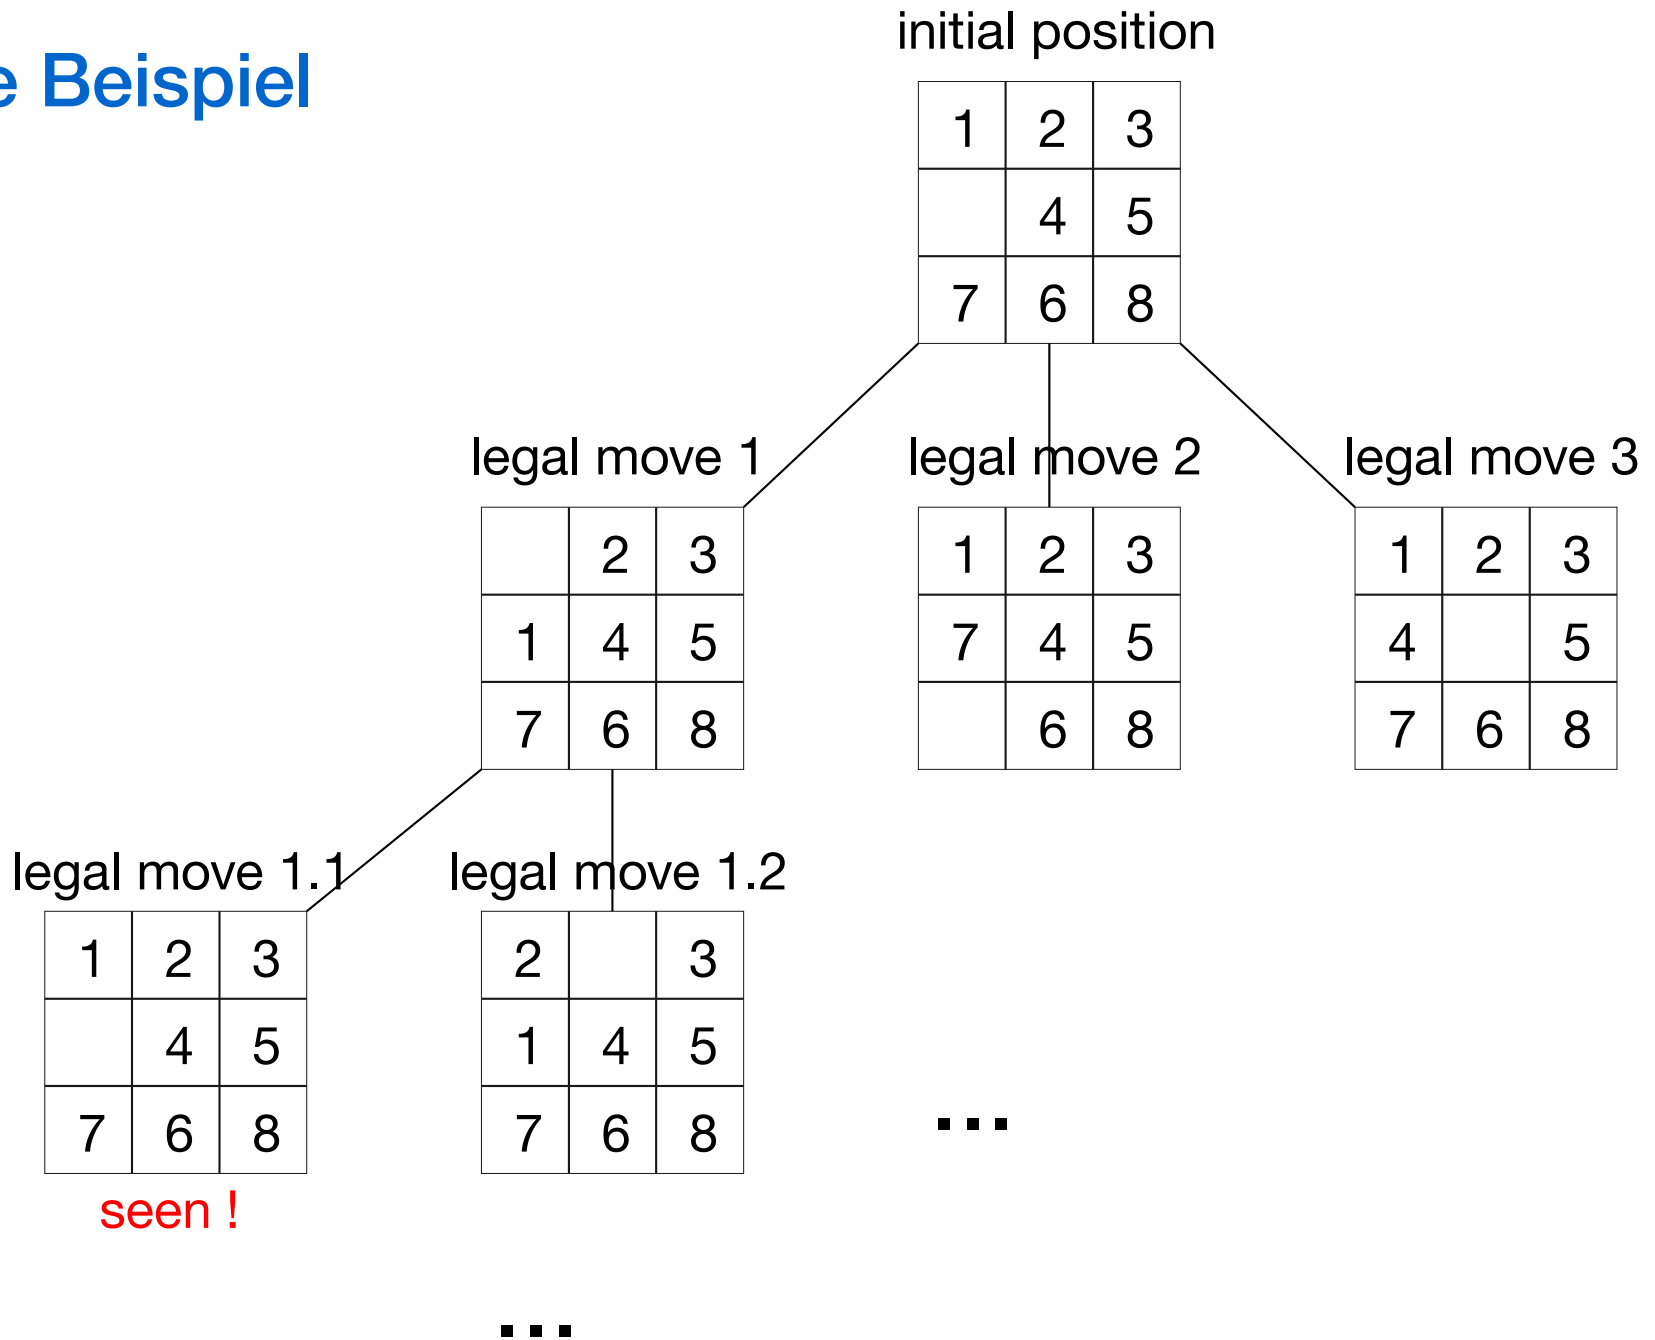 e Beispiel
initial position
1 2 3
4 5
7 6 8
legal move 1 legal move 2 legal move 3
2 3 1 2 3 1 2 3
1 4 5 7 4 5 4 5
7 6 8 6 8 7 6 8
legal move 1.1 legal move 1.2
1 2 3 2 3
4 5 1 4 5
7 6 8 7 6 8
...
seen !
...